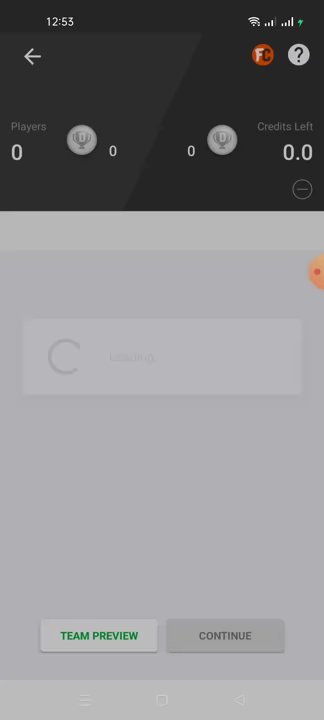 12:53
FC
Players
Credits Left
0
D
0
0
D
0.0
Loading..
TEAM PREVIEW
CONTINUE